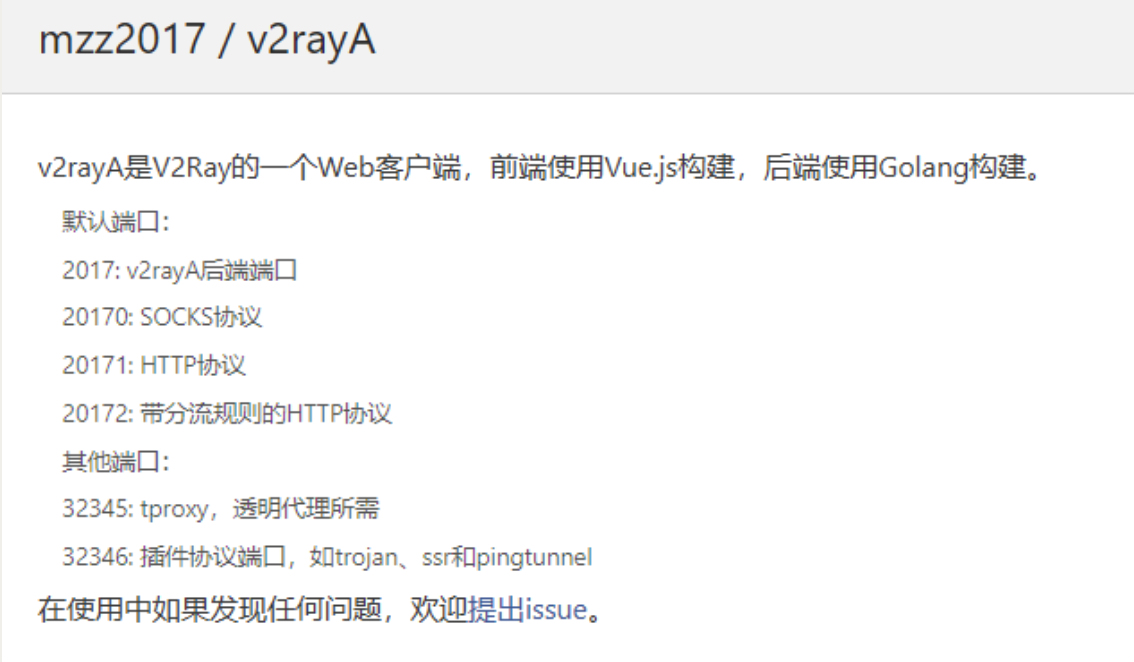 mzz2017 / v2rayA
v2rayA是V2Ray的一个Web客户端，前端使用Vue.js构建，后端使用Golang构建。
默认端口：
2017: v2rayA后端端口
20170: SOCKS协议
20171: HTTP协议
20172: 带分流规则的HTTP协议
其他端口：
32345: tproxy，透明代理所需
32346: 插件协议端口，如trojan、ssr和pingtunnel
在使用中如果发现任何问题，欢迎提出issue。